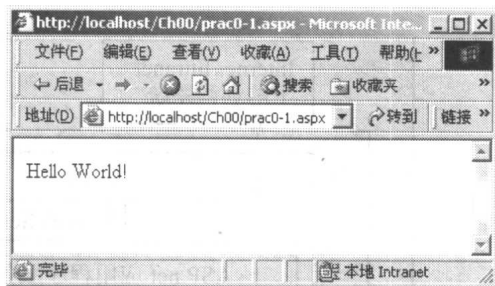 http://localhost/Ch00/prac0-1.aspx - Microsoft Inte...
文件(F) 编辑(E) 查看(V) 收藏(A) 工具(T) 帮助(H »
后退 搜索 收藏夹 »
地址(D) http://localhost/Ch00/prac0-1.aspx 转到 链接 »
Hello World!
完毕 本地 Intranet